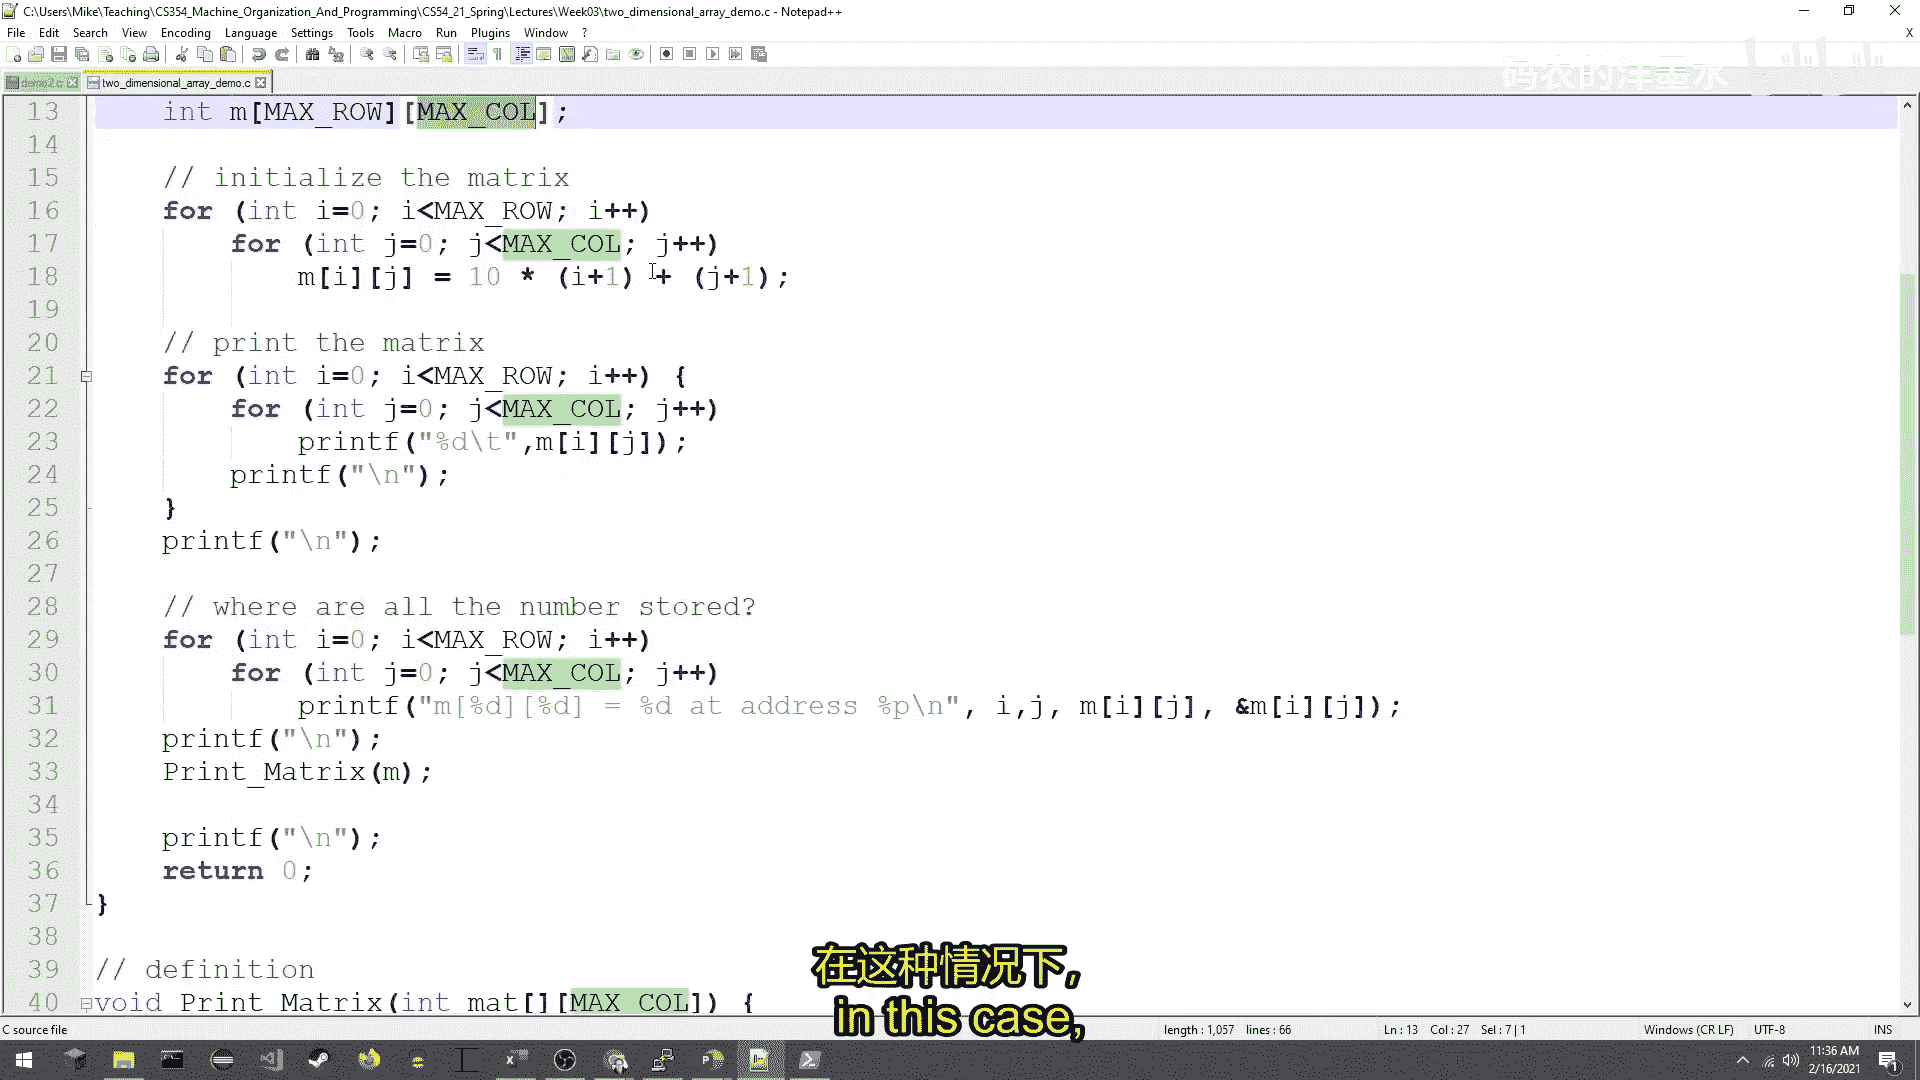 C:\Users\Mike\Teaching\CS354_Machine_Organization_And_Programming\CS54_21_Spring\Lectures\Week03\two_dimensional_array_demo.c - Notepad++
File Edit Search View Encoding Language Settings Tools Macro Run Plugins Window ? X
码农的洋墨水
demo2.c two_dimensional_array_demo.c
13 int m[MAX_ROW][MAX_COL];
14
15 // initialize the matrix
16 for (int i=0; i<MAX_ROW; i++)
17 for (int j=0; j<MAX_COL; j++)
18 m[i][j] = 10 * (i+1) + (j+1);
19
20 // print the matrix
21 for (int i=0; i<MAX_ROW; i++) {
22 for (int j=0; j<MAX_COL; j++)
23 printf("%d\t",m[i][j]);
24 printf("\n");
25 }
26 printf("\n");
27
28 // where are all the number stored?
29 for (int i=0; i<MAX_ROW; i++)
30 for (int j=0; j<MAX_COL; j++)
31 printf("m[%d][%d] = %d at address %p\n", i,j, m[i][j], &m[i][j]);
32 printf("\n");
33 Print_Matrix(m);
34
35 printf("\n");
36 return 0;
37 }
38
39 // definition
40 void Print_Matrix(int mat[][MAX_COL]) {
在这种情况下,
in this case,
C source file length : 1,057 lines : 66 Ln : 13 Col : 27 Sel : 7 | 1 Windows (CR LF) UTF-8 INS
11:36 AM
2/16/2021